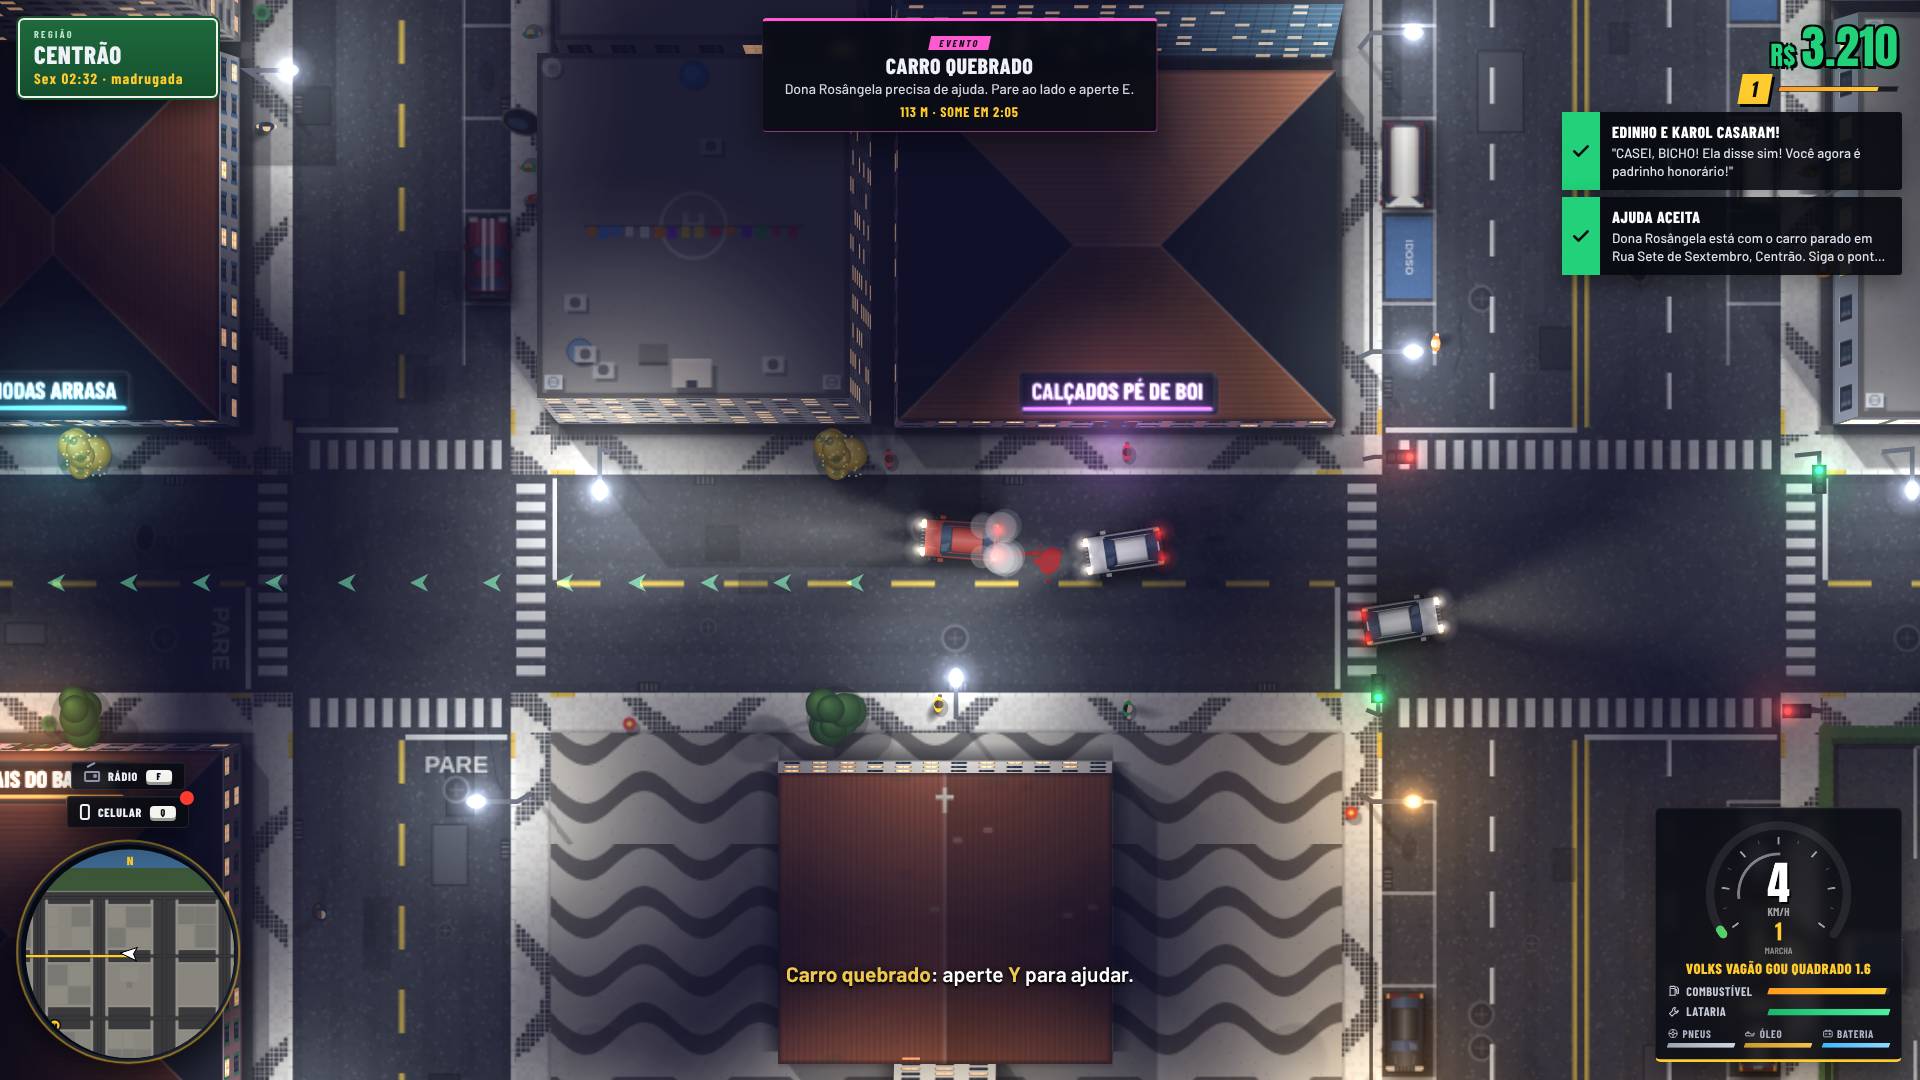 REGIÃO
CENTRÃO
Sex 02:32 · madrugada
EVENTO
CARRO QUEBRADO
Dona Rosângela precisa de ajuda. Pare ao lado e aperte E.
113 M · SOME EM 2:05
R$ 3.210
1
EDINHO E KAROL CASARAM!
"CASEI, BICHO! Ela disse sim! Você agora é
padrinho honorário!"
AJUDA ACEITA
Dona Rosângela está com o carro parado em
Rua Sete de Sextembro, Centrão. Siga o pont...
H
IDOSO
MODAS ARRASA
CALÇADOS PÉ DE BOI
PARE
PARE
AIS DO BA
RÁDIO F
CELULAR Q
N
Carro quebrado: aperte Y para ajudar.
4
KM/H
1
MARCHA
VOLKS VAGÃO GOU QUADRADO 1.6
COMBUSTÍVEL
LATARIA
PNEUS ÓLEO BATERIA